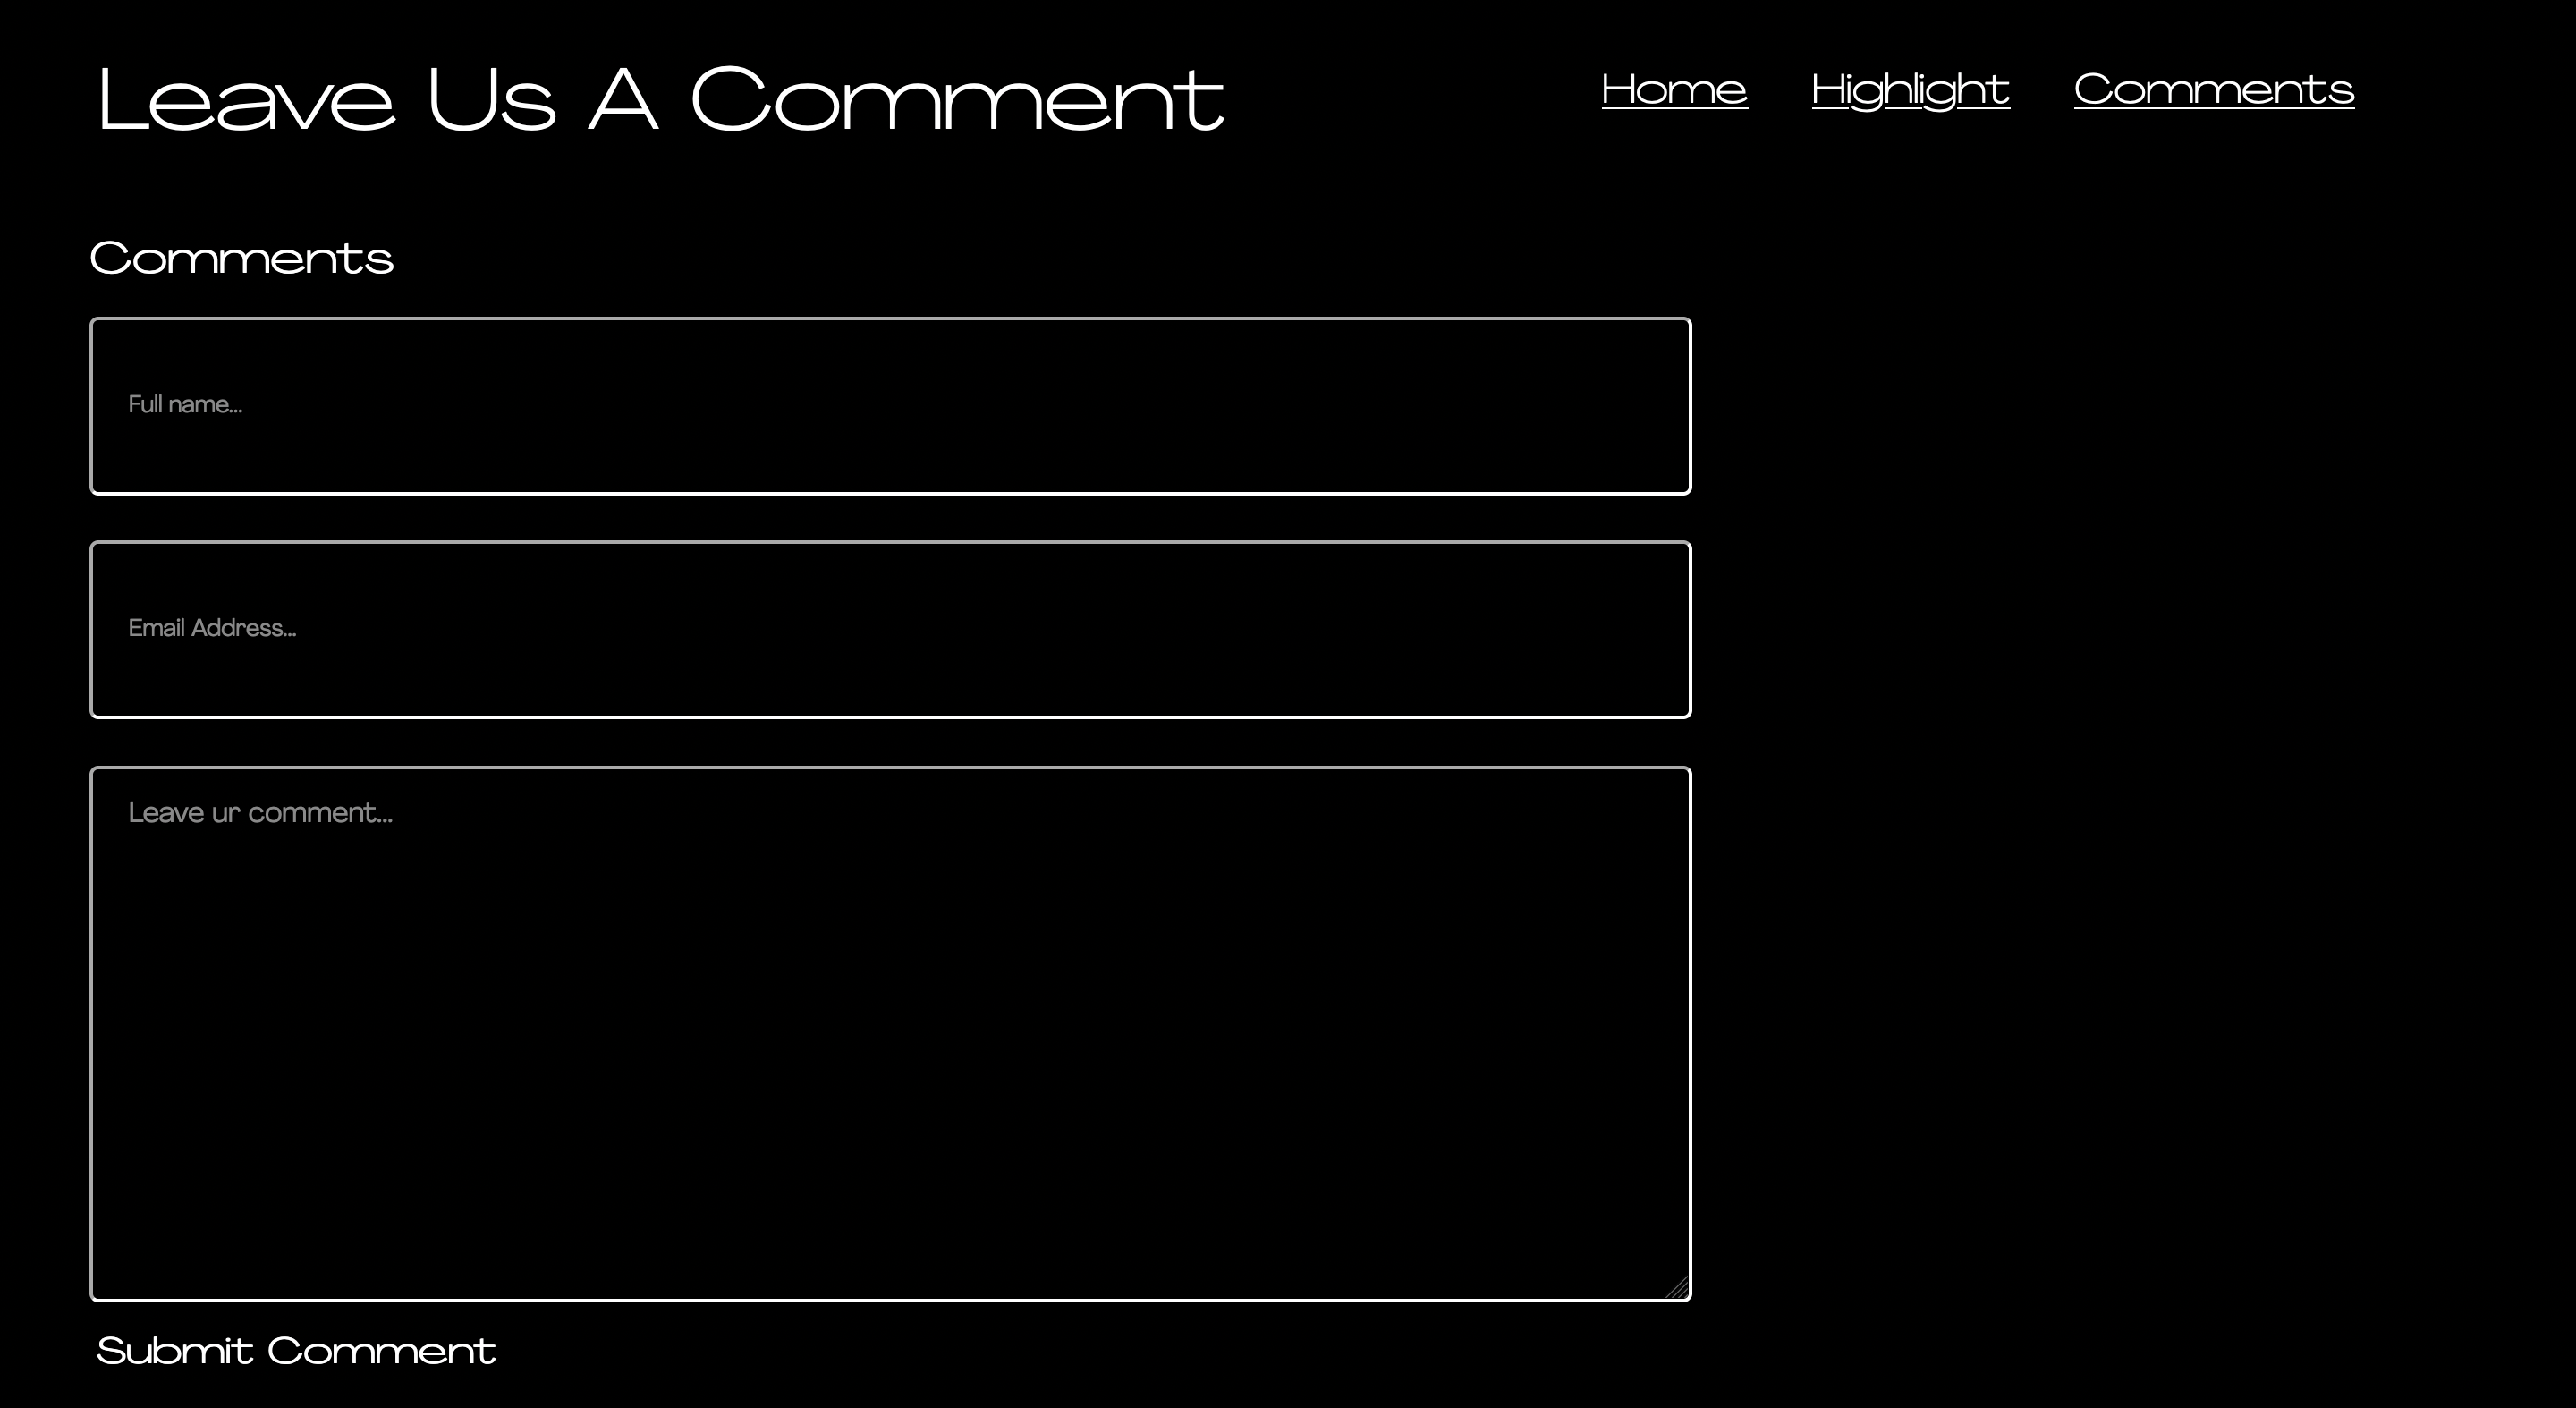 Leave Us A Comment
Home Highlight Comments
Comments
Full name...
Email Address...
Leave ur comment...
Submit Comment